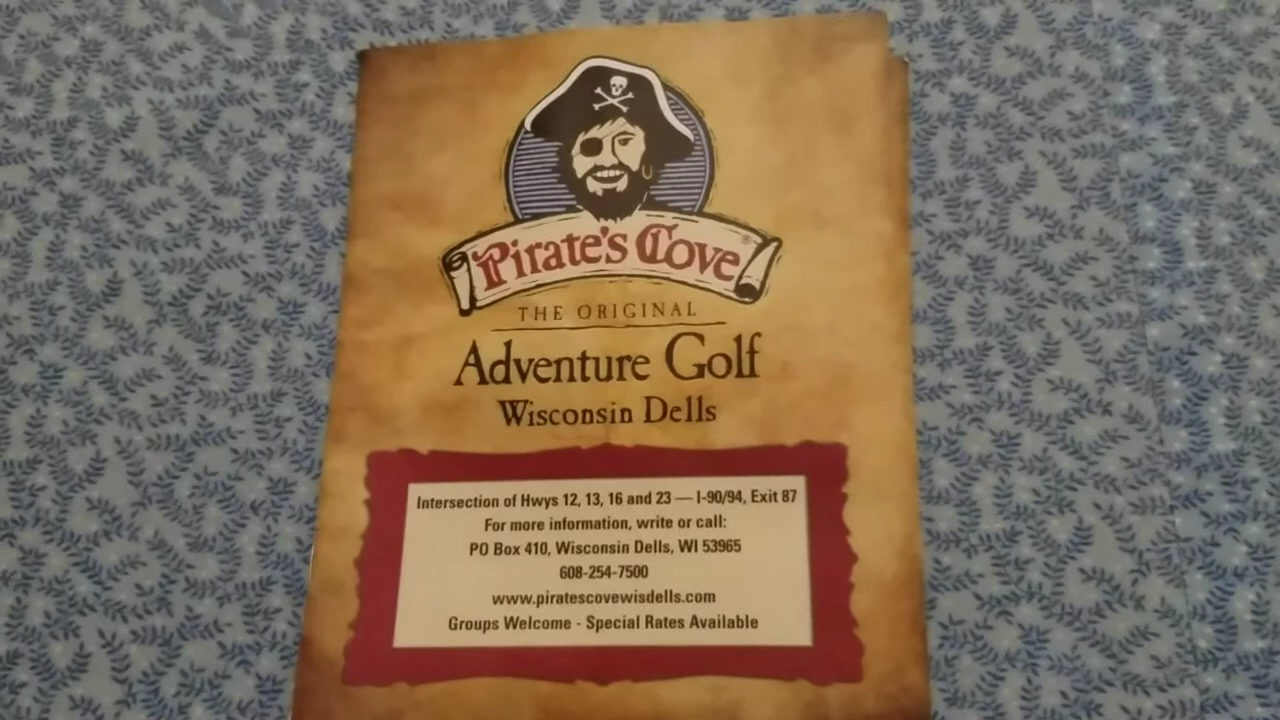 Pirate's Cove®
THE ORIGINAL
Adventure Golf
Wisconsin Dells
Intersection of Hwys 12, 13, 16 and 23 — I-90/94, Exit 87
For more information, write or call:
PO Box 410, Wisconsin Dells, WI 53965
608-254-7500
www.piratescovewisdells.com
Groups Welcome - Special Rates Available